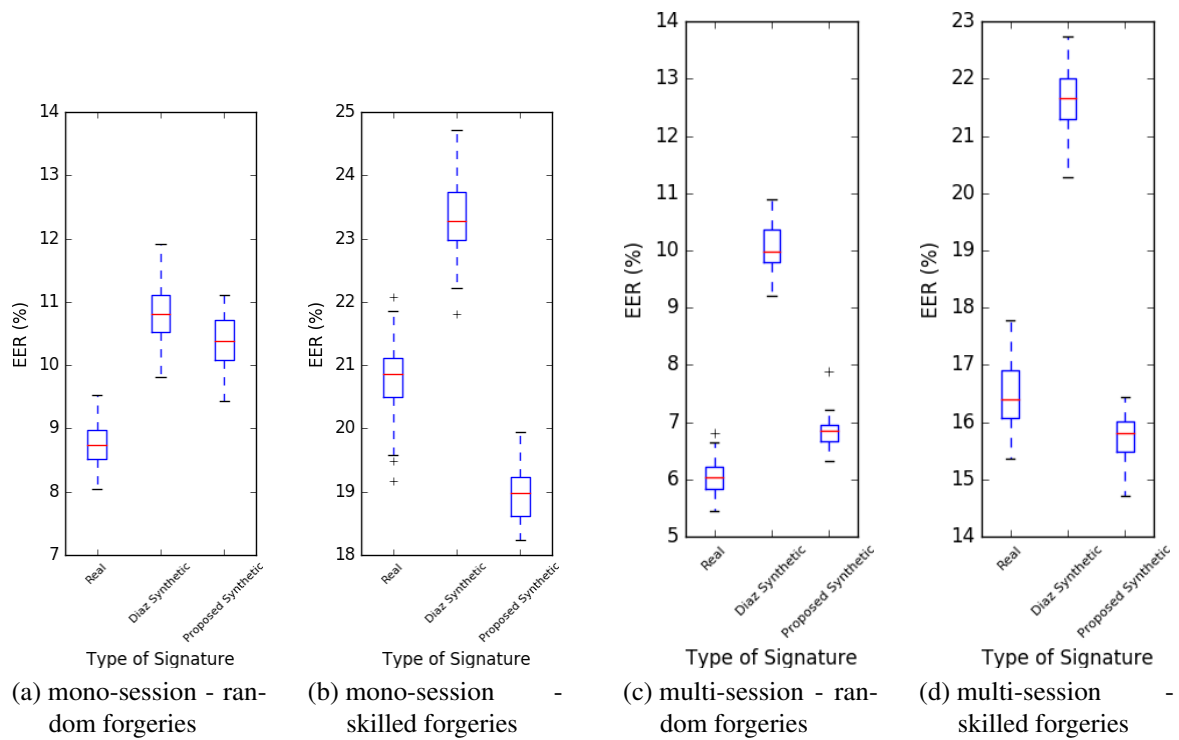 14
13
12
11
10
9
8
7
EER (%)
Real
Diaz Synthetic
Proposed Synthetic
Type of Signature
(a) mono-session - ran-
dom forgeries
25
24
23
22
21
20
19
18
EER (%)
Real
Diaz Synthetic
Proposed Synthetic
Type of Signature
(b) mono-session -
skilled forgeries
14
13
12
11
10
9
8
7
6
5
EER (%)
Real
Diaz Synthetic
Proposed Synthetic
Type of Signature
(c) multi-session - ran-
dom forgeries
23
22
21
20
19
18
17
16
15
14
EER (%)
Real
Diaz Synthetic
Proposed Synthetic
Type of Signature
(d) multi-session -
skilled forgeries